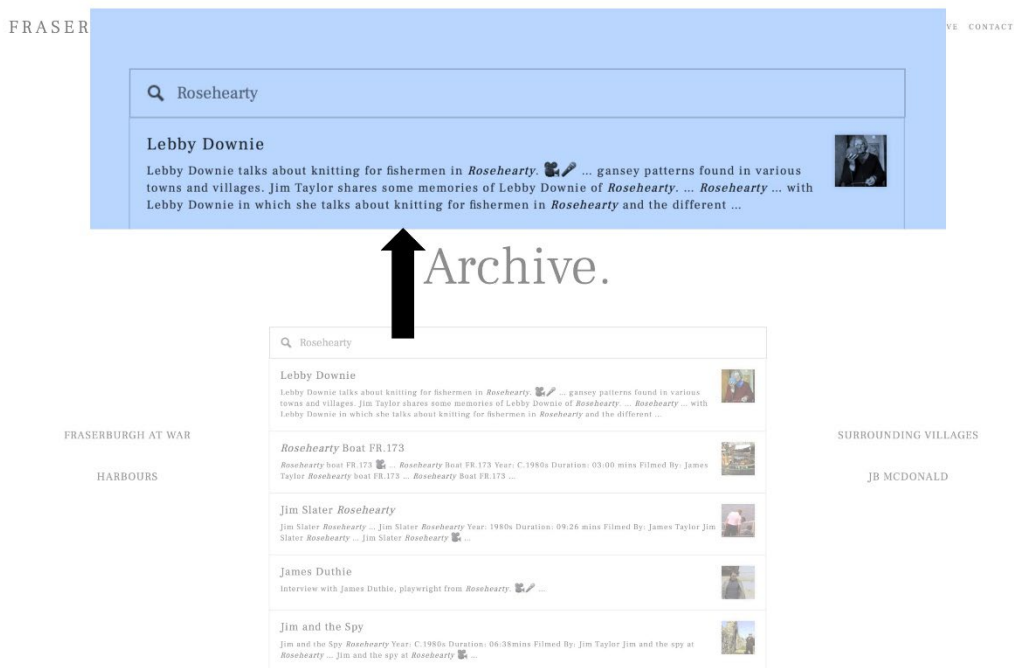 FRASER
VE CONTACT
Rosehearty
Lebby Downie
Lebby Downie talks about knitting for fishermen in Rosehearty. 🎥🎤 ... gansey patterns found in various
towns and villages. Jim Taylor shares some memories of Lebby Downie of Rosehearty. ... Rosehearty ... with
Lebby Downie in which she talks about knitting for fishermen in Rosehearty and the different ...
Archive.
Rosehearty
Lebby Downie
Lebby Downie talks about knitting for fishermen in Rosehearty. 🎥🎤 ... gansey patterns found in various
towns and villages. Jim Taylor shares some memories of Lebby Downie of Rosehearty. ... Rosehearty ... with
Lebby Downie in which she talks about knitting for fishermen in Rosehearty and the different ...
FRASERBURGH AT WAR
HARBOURS
Rosehearty Boat FR.173
Rosehearty boat FR.173 🎥 ... Rosehearty Boat FR.173 Year: C.1980s Duration: 03:00 mins Filmed By: James
Taylor Rosehearty boat FR.173 ... Rosehearty Boat FR.173 ...
Jim Slater Rosehearty
Jim Slater Rosehearty ... Jim Slater Rosehearty Year: 1980s Duration: 09:26 mins Filmed By: James Taylor Jim
Slater Rosehearty ... Jim Slater Rosehearty 🎥 ...
James Duthie
Interview with James Duthie, playwright from Rosehearty. 🎥🎤 ...
Jim and the Spy
Jim and the Spy Rosehearty Year: C.1980s Duration: 06:38mins Filmed By: Jim Taylor Jim and the spy at
Rosehearty ... Jim and the spy at Rosehearty 🎥 ...
SURROUNDING VILLAGES
JB MCDONALD